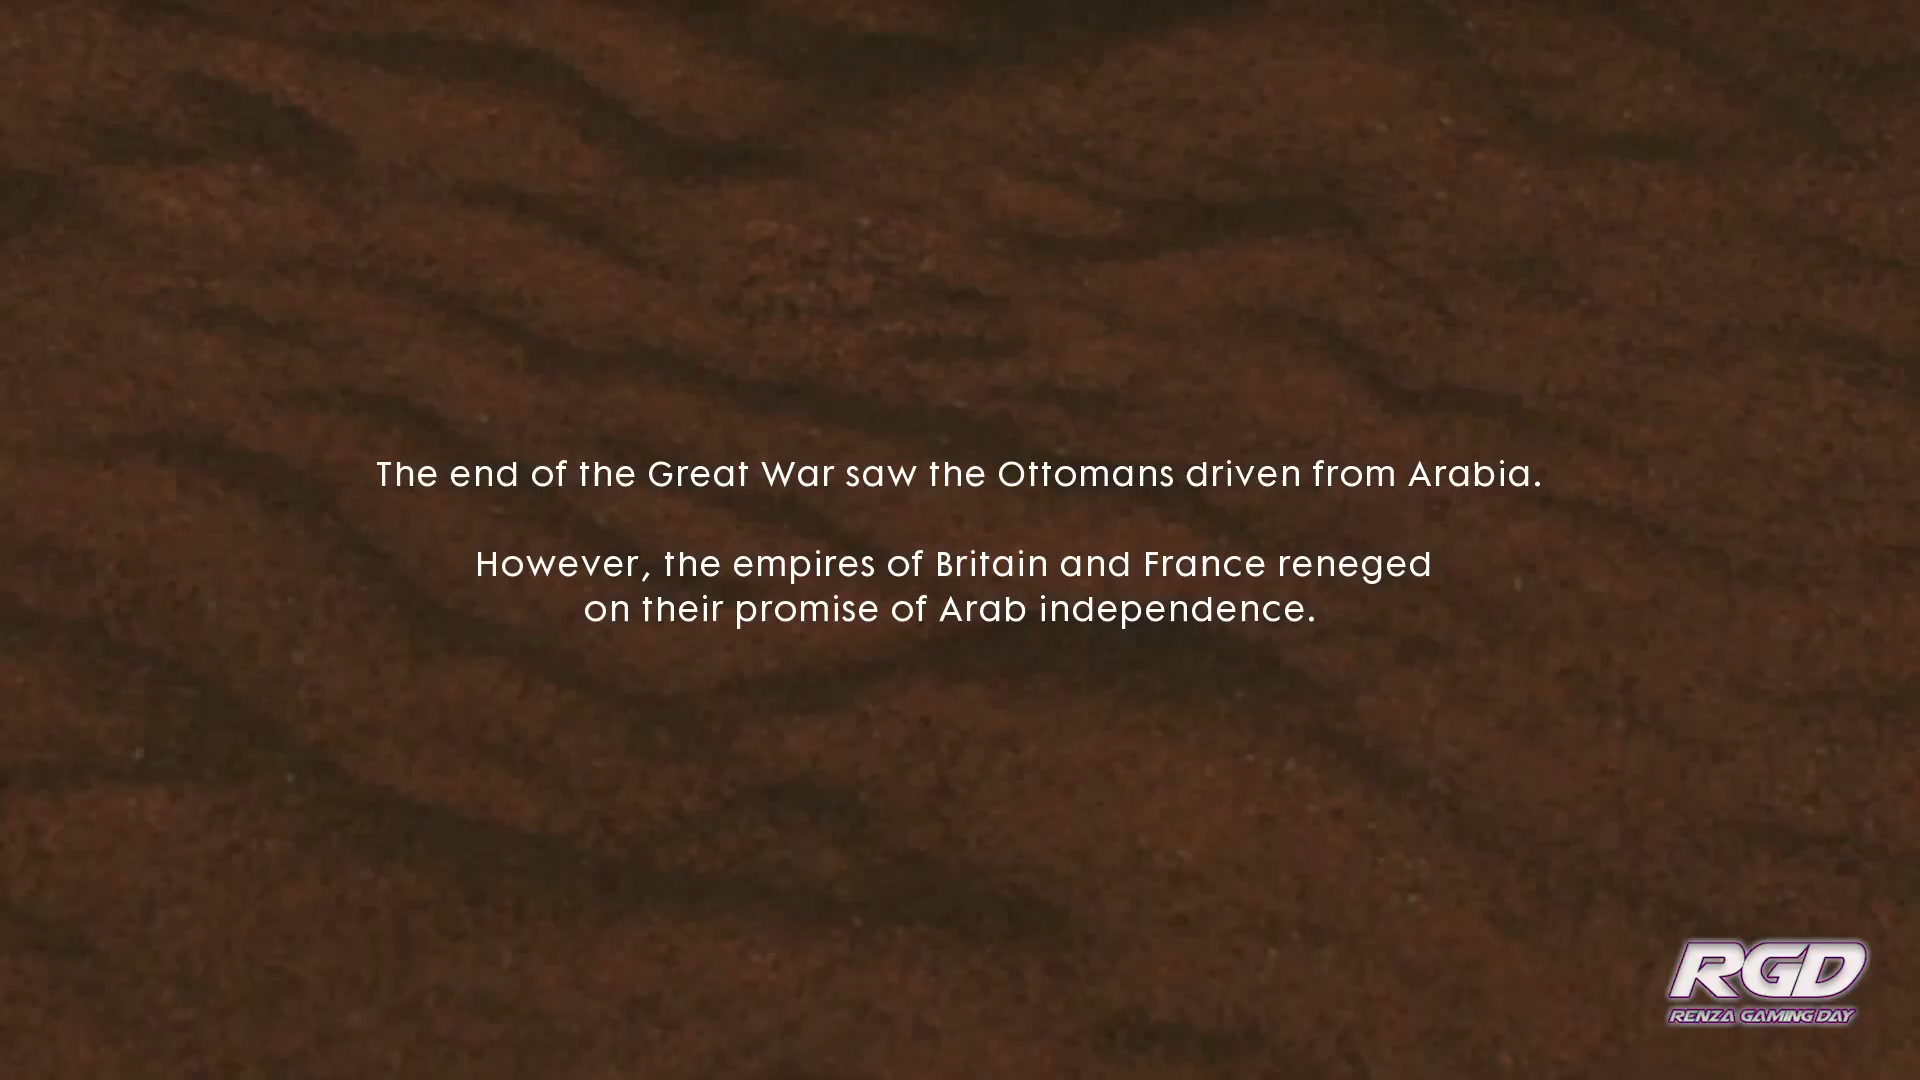 The end of the Great War saw the Ottomans driven from Arabia.
However, the empires of Britain and France reneged
on their promise of Arab independence.
RGD
RENZA GAMING DAY